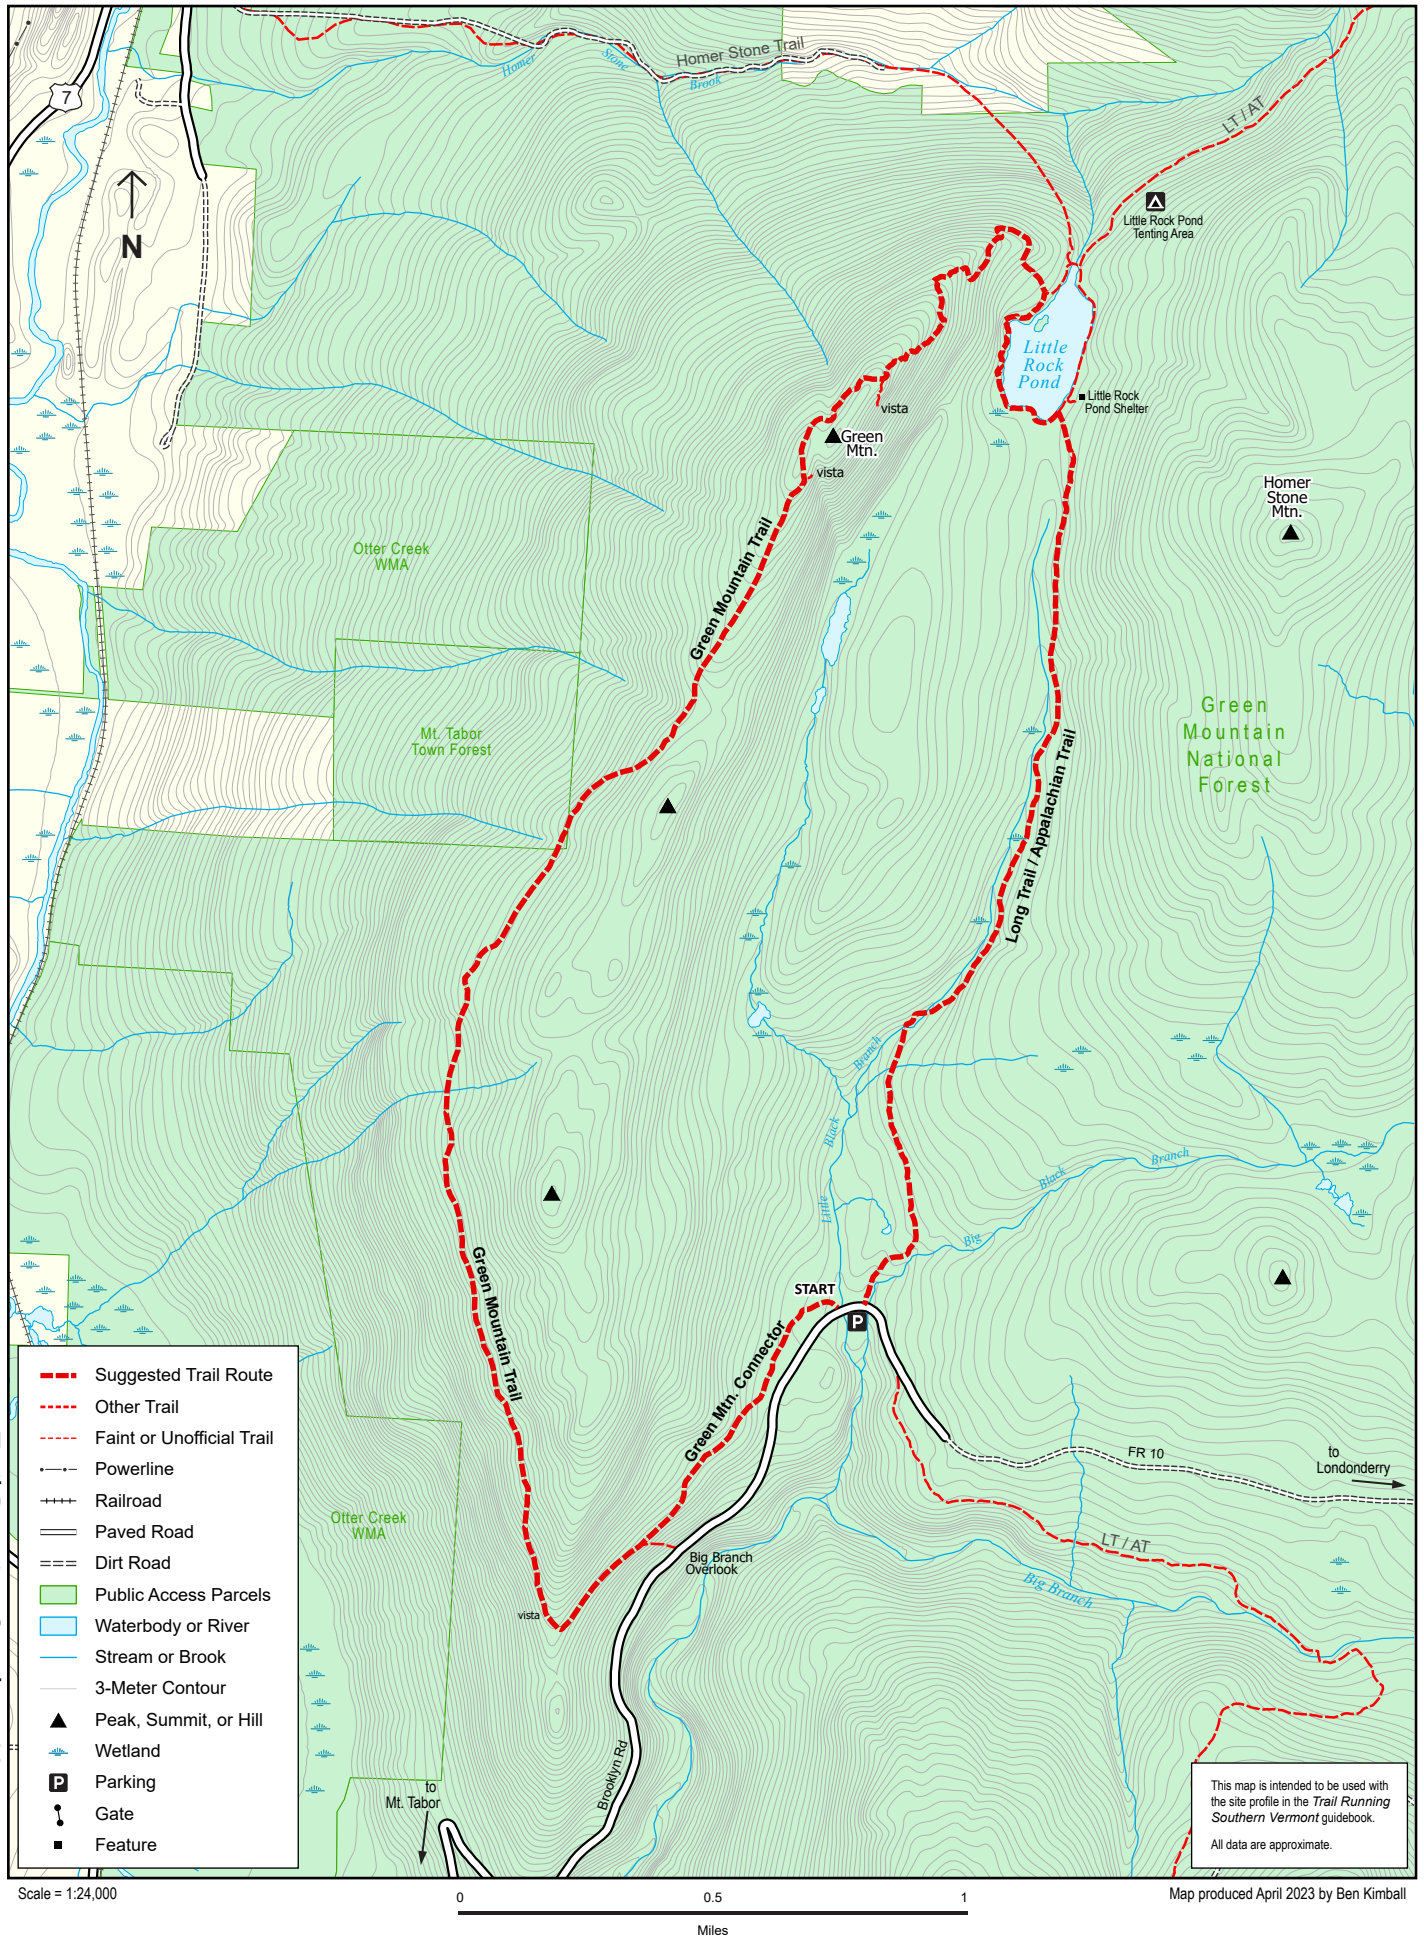 Homer
Stone
Brook
Homer Stone Trail
7
LT / AT
N
Little Rock Pond
Tenting Area
Little
Rock
Pond
Little Rock
Pond Shelter
vista
Green
Mtn.
vista
Homer
Stone
Mtn.
Green Mountain Trail
Otter Creek
WMA
Green
Mountain
National
Forest
Mt. Tabor
Town Forest
Long Trail / Appalachian Trail
Branch
Black
Little
Branch
Black
Big
Green Mountain Trail
START
P
Green Mtn. Connector
FR 10
to
Londonderry
Otter Creek
WMA
Big Branch
Overlook
LT / AT
Big Branch
vista
Brooklyn Rd
to
Mt. Tabor
Suggested Trail Route
Other Trail
Faint or Unofficial Trail
Powerline
Railroad
Paved Road
Dirt Road
Public Access Parcels
Waterbody or River
Stream or Brook
3-Meter Contour
Peak, Summit, or Hill
Wetland
P Parking
Gate
Feature
This map is intended to be used with
the site profile in the Trail Running
Southern Vermont guidebook.
All data are approximate.
Scale = 1:24,000
0 0.5 1
Miles
Map produced April 2023 by Ben Kimball